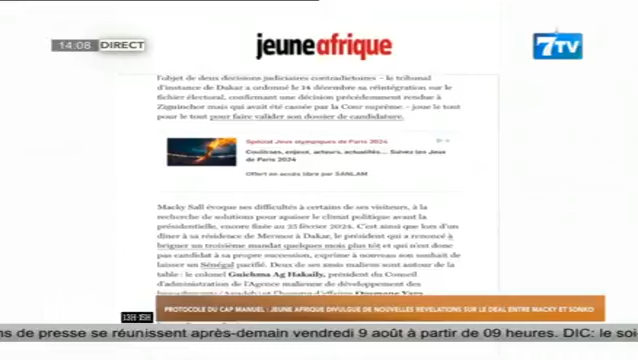 14:08 DIRECT
jeune afrique
7TV
l'objet de deux décisions judiciaires contradictoires – le tribunal
d'instance de Dakar a ordonné le 14 décembre sa réintégration sur le
fichier électoral, confirmant une décision précédemment rendue à
Ziguinchor mais qui avait été cassée par la Cour suprême – joue le tout
pour le tout pour faire valider son dossier de candidature.
Spécial Jeux olympiques de Paris 2024
Coulisses, enjeux, acteurs, actualités... Suivez les Jeux
de Paris 2024
Offert en accès libre par SANLAM
Macky Sall évoque ses difficultés à certains de ses visiteurs, à la
recherche de solutions pour apaiser le climat politique avant la
présidentielle, encore fixée au 25 février 2024. C'est ainsi que lors d'un
dîner à sa résidence de Mermoz à Dakar, le président qui a renoncé à
briguer un troisième mandat quelques mois plus tôt et qui n'est donc
pas candidat à sa propre succession, exprime à nouveau son souhait de
laisser un Sénégal pacifié. Deux de ses amis maliens sont autour de la
table : le colonel Guichma Ag Hakaily, président du Conseil
d'administration de l'Agence malienne de développement des
13H-15H
PROTOCOLE DU CAP MANUEL : JEUNE AFRIQUE DIVULGUE DE NOUVELLES REVELATIONS SUR LE DEAL ENTRE MACKY ET SONKO
ns de presse se réunissent après-demain vendredi 9 août à partir de 09 heures. DIC: le soi